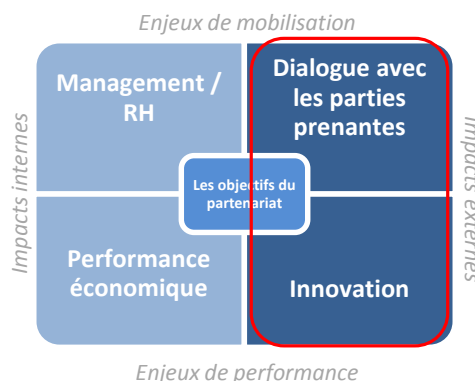 Enjeux de mobilisation
Management /
RH
Dialogue avec
les parties
prenantes
Impacts internes
Les objectifs du
partenariat
Impacts externes
Performance
économique
Innovation
Enjeux de performance